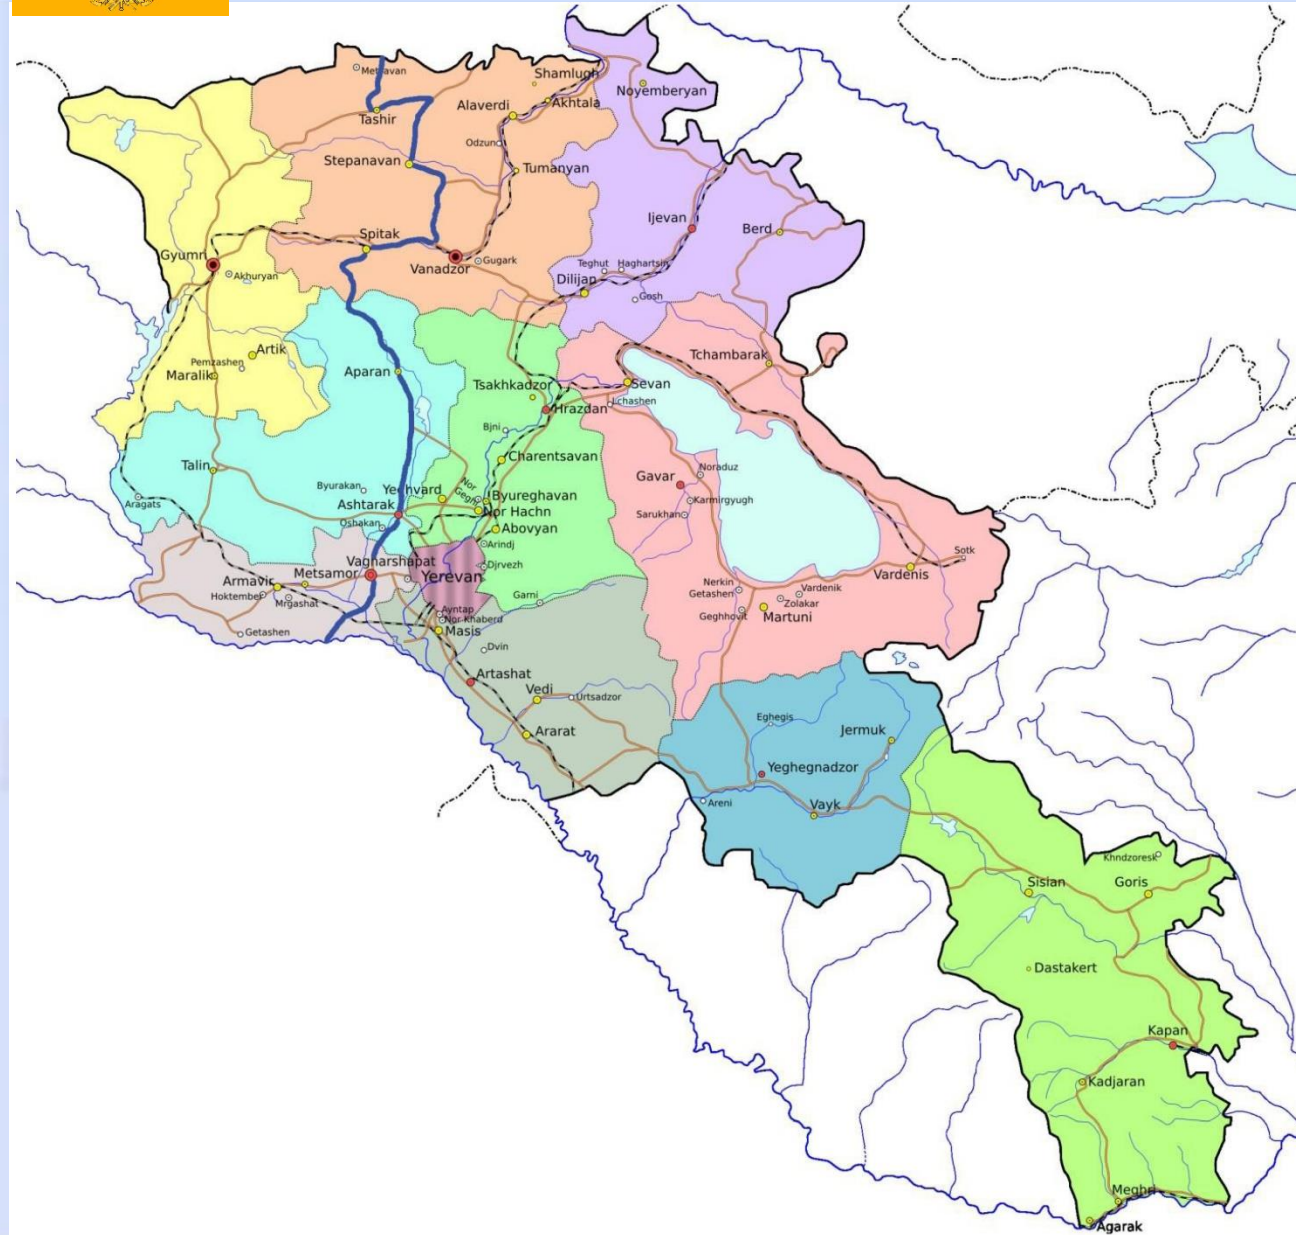 Metsavan
Shamlugh
Noyemberyan
Akhtala
Alaverdi
Tashir
Odzun
Stepanavan
Tumanyan
Ijevan
Berd
Spitak
Gyumri
Vanadzor
Gugark
Akhuryan
Teghut
Haghartsin
Dilijan
Gosh
Artik
Pemzashen
Maralik
Aparan
Tchambarak
Tsakhkadzor
Sevan
Lchashen
Hrazdan
Bjni
Charentsavan
Talin
Noraduz
Gavar
Byurakan
Yeghvard
Nor
Geghi
Byureghavan
Karmirgyugh
Aragats
Ashtarak
Nor Hachn
Sarukhan
Oshakan
Abovyan
Arindj
Sotk
Vagharshapat
Djrvezh
Metsamor
Yerevan
Vardenis
Armavir
Nerkin
Getashen
Vardenik
Hoktember
Mrgashat
Garni
Zolakar
Ayntap
Geghhovit
Martuni
Nor Khaberd
Getashen
Masis
Dvin
Artashat
Vedi
Urtsadzor
Eghegis
Ararat
Jermuk
Yeghegnadzor
Areni
Vayk
Khndzoresk
Sisian
Goris
Dastakert
Kapan
Kadjaran
Meghri
Agarak